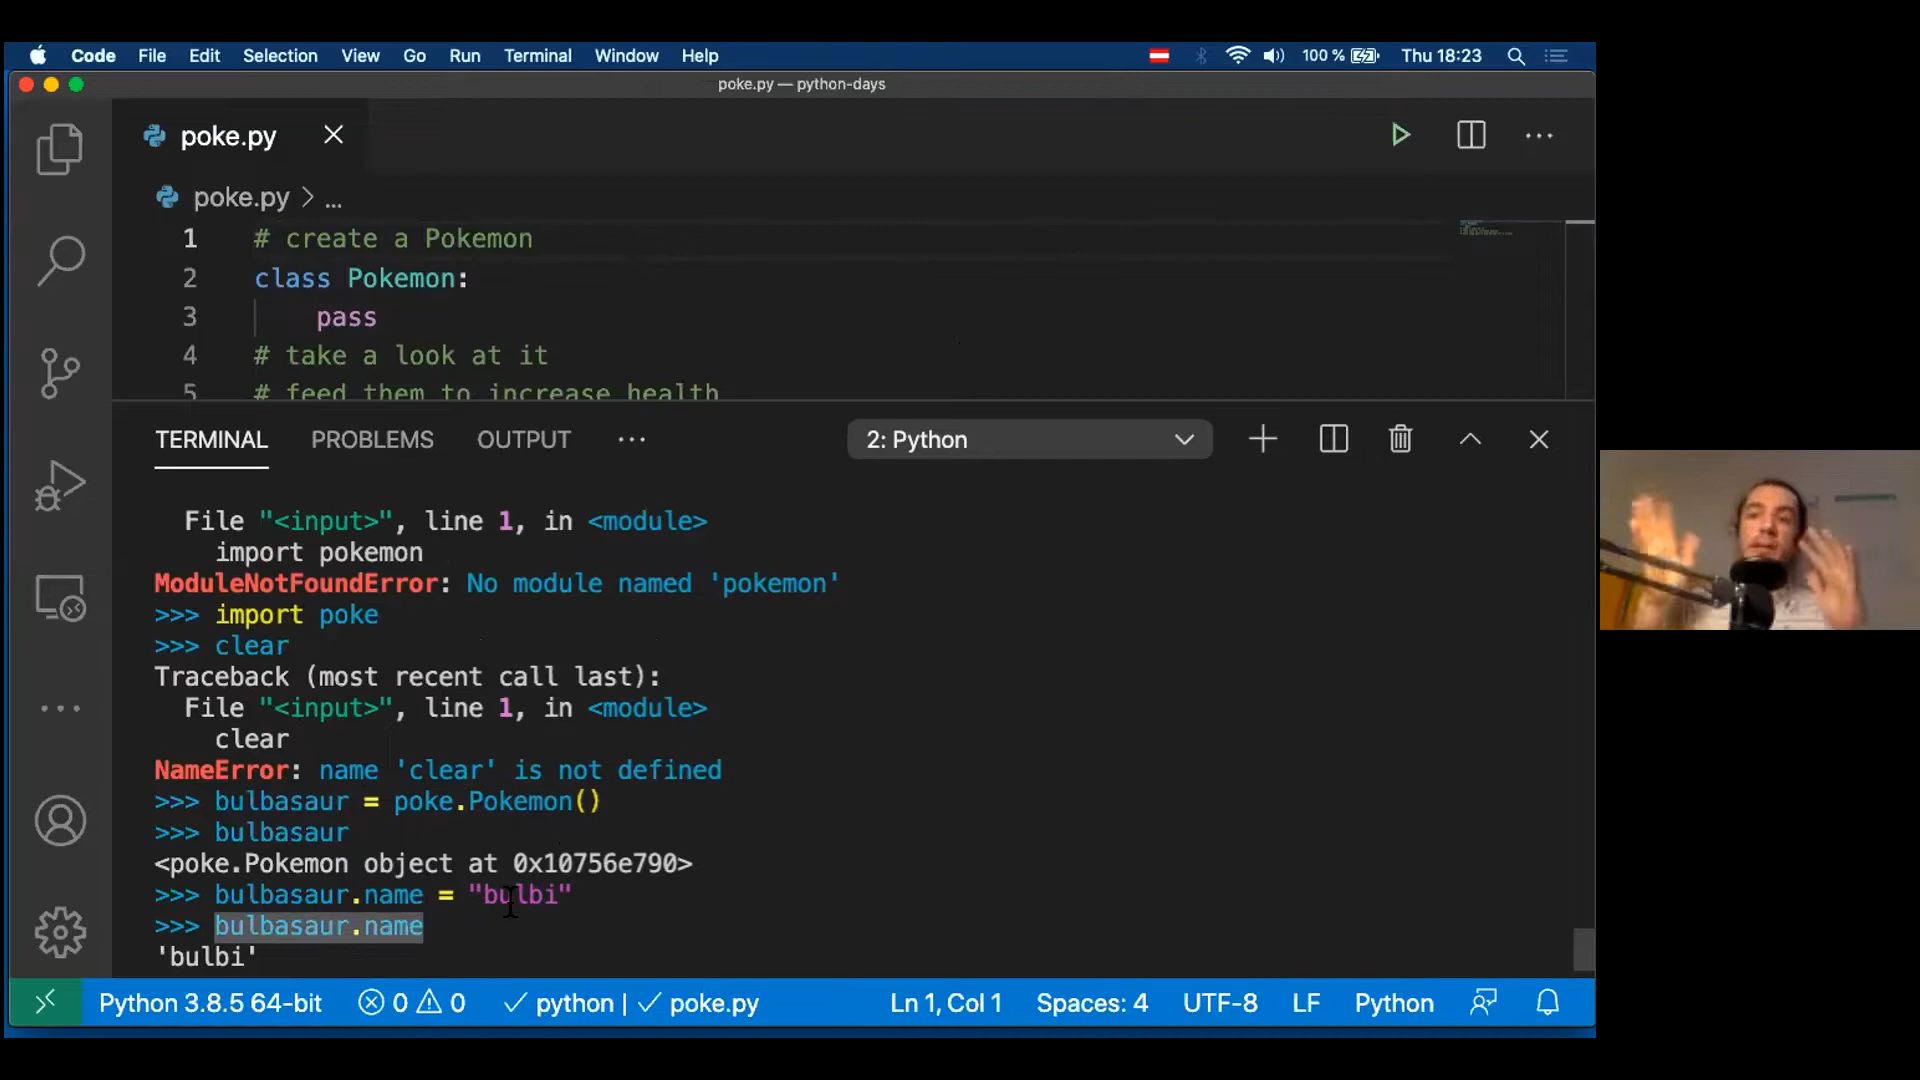 Code File Edit Selection View Go Run Terminal Window Help 100 % Thu 18:23
poke.py — python-days
poke.py
poke.py > ...
1 # create a Pokemon
2 class Pokemon:
3 pass
4 # take a look at it
5 # feed them to increase health
TERMINAL PROBLEMS OUTPUT ... 2: Python
File "<input>", line 1, in <module>
import pokemon
ModuleNotFoundError: No module named 'pokemon'
>>> import poke
>>> clear
Traceback (most recent call last):
File "<input>", line 1, in <module>
clear
NameError: name 'clear' is not defined
>>> bulbasaur = poke.Pokemon()
>>> bulbasaur
<poke.Pokemon object at 0x10756e790>
>>> bulbasaur.name = "bulbi"
>>> bulbasaur.name
'bulbi'
Python 3.8.5 64-bit 0 0 ✓ python | ✓ poke.py Ln 1, Col 1 Spaces: 4 UTF-8 LF Python